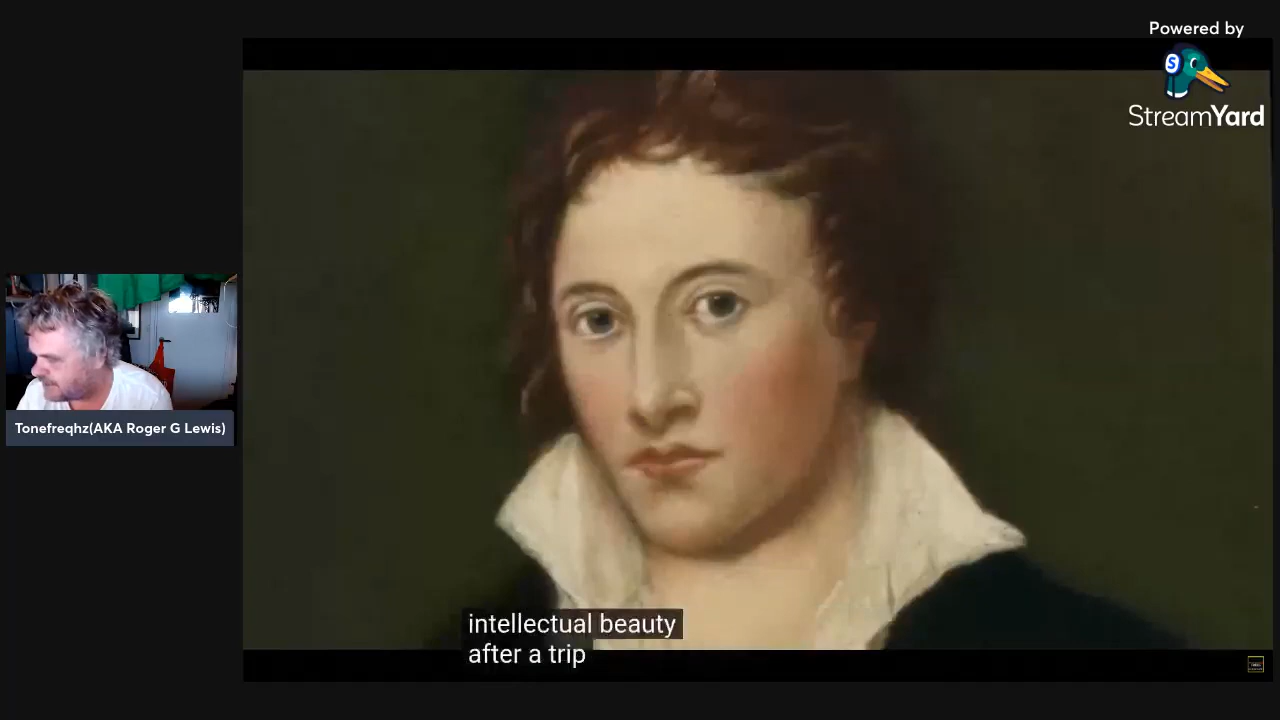 Powered by
StreamYard
Tonefreqhz(AKA Roger G Lewis)
intellectual beauty
after a trip